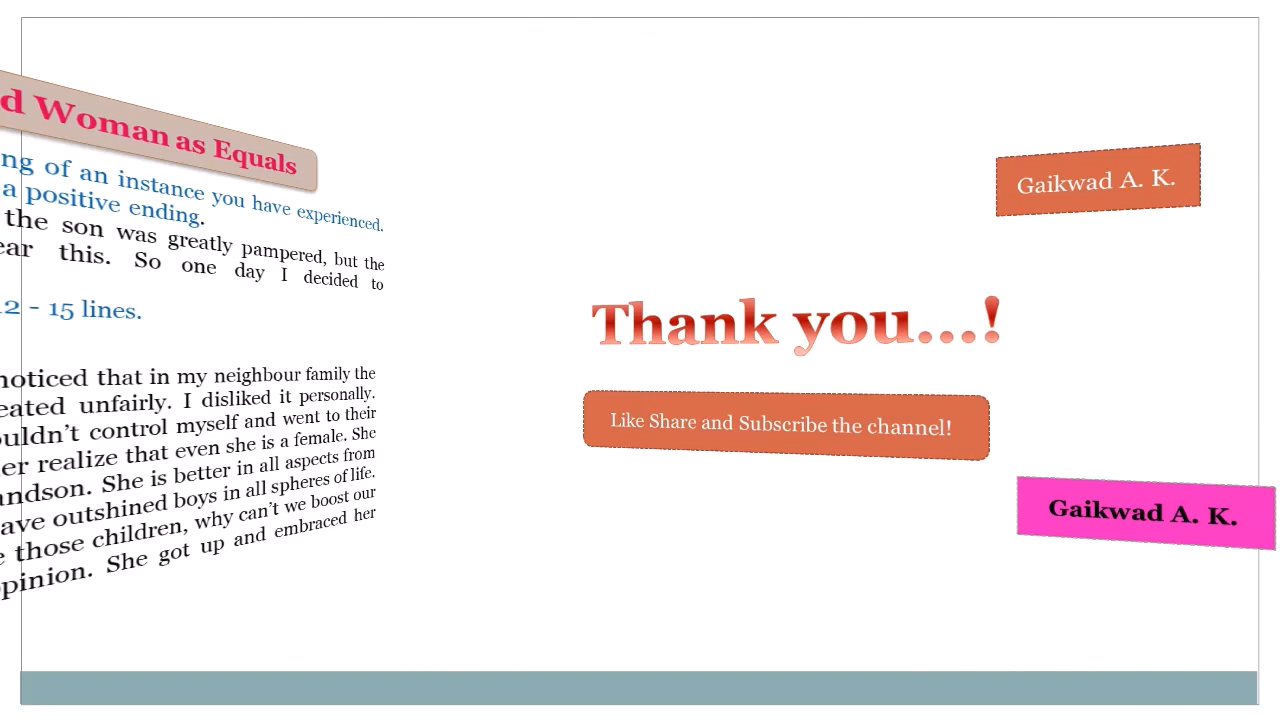 d Woman as Equals
ng of an instance you have experienced.
a positive ending.
the son was greatly pampered, but the
ear this. So one day I decided to
12 - 15 lines.
noticed that in my neighbour family the
eated unfairly. I disliked it personally.
ouldn't control myself and went to their
er realize that even she is a female. She
andson. She is better in all aspects from
ave outshined boys in all spheres of life.
e those children, why can't we boost our
opinion. She got up and embraced her
Gaikwad A. K.
Thank you...!
Like Share and Subscribe the channel!
Gaikwad A. K.